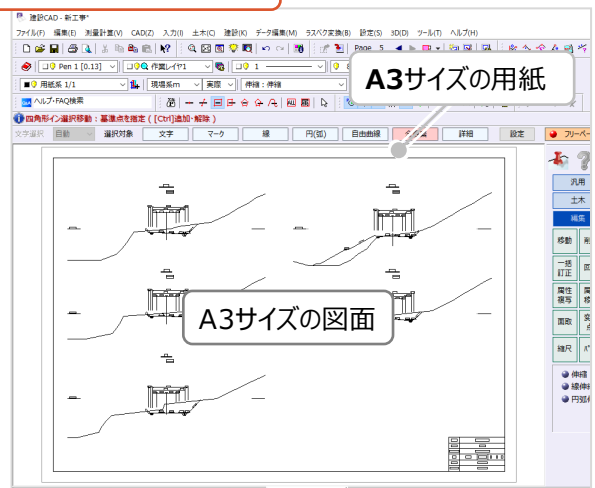 建設CAD - 新工事*
ファイル(F) 編集(E) 測量計算(V) CAD(Z) 入力(I) 土木(C) 建設(K) データ編集(M) ラスベク変換(B) 設定(S) 3D(D) ツール(T) ヘルプ(H)
Page 5
Pen 1 [0.13] 作業レイヤ1 1
用紙系 1/1 現場系m 実際 伸縮:伸縮
ヘルプ・FAQ検索
四角形イン選択移動:基準点を指定 ( [Ctrl]追加・解除 )
文字選択 自動 選択対象 文字 マーク 線 円(弧) 自由曲線 詳細 設定 フリー
A3サイズの用紙
汎用
土木
編集
移動
一括訂正
属性複写
面取
縮尺
伸縮
線伸縮
円弧伸
A3サイズの図面